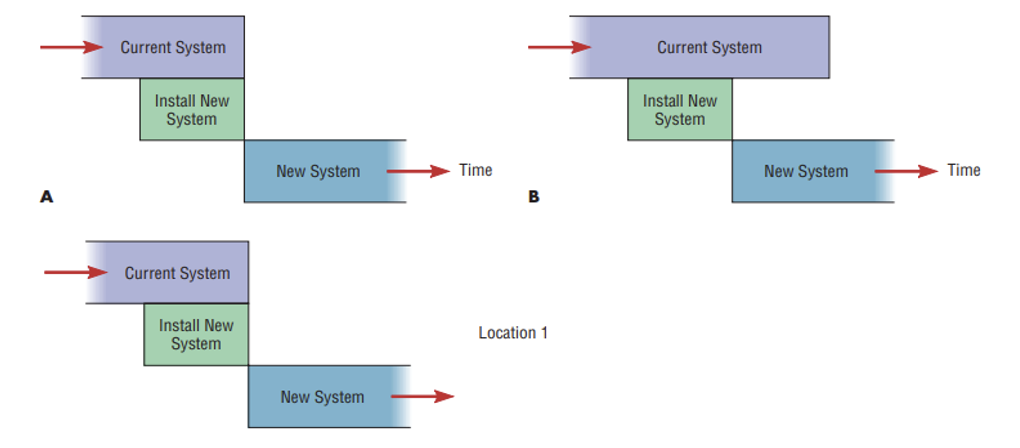 Current System
Install New
System
New System
Time
A
Current System
Install New
System
New System
Time
B
Current System
Install New
System
New System
Location 1